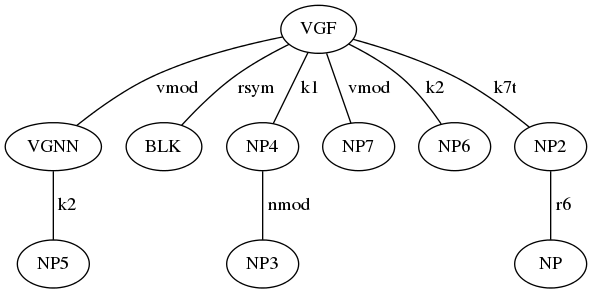 VGF
vmod rsym k1 vmod k2 k7t
VGNN BLK NP4 NP7 NP6 NP2
k2 nmod r6
NP5 NP3 NP